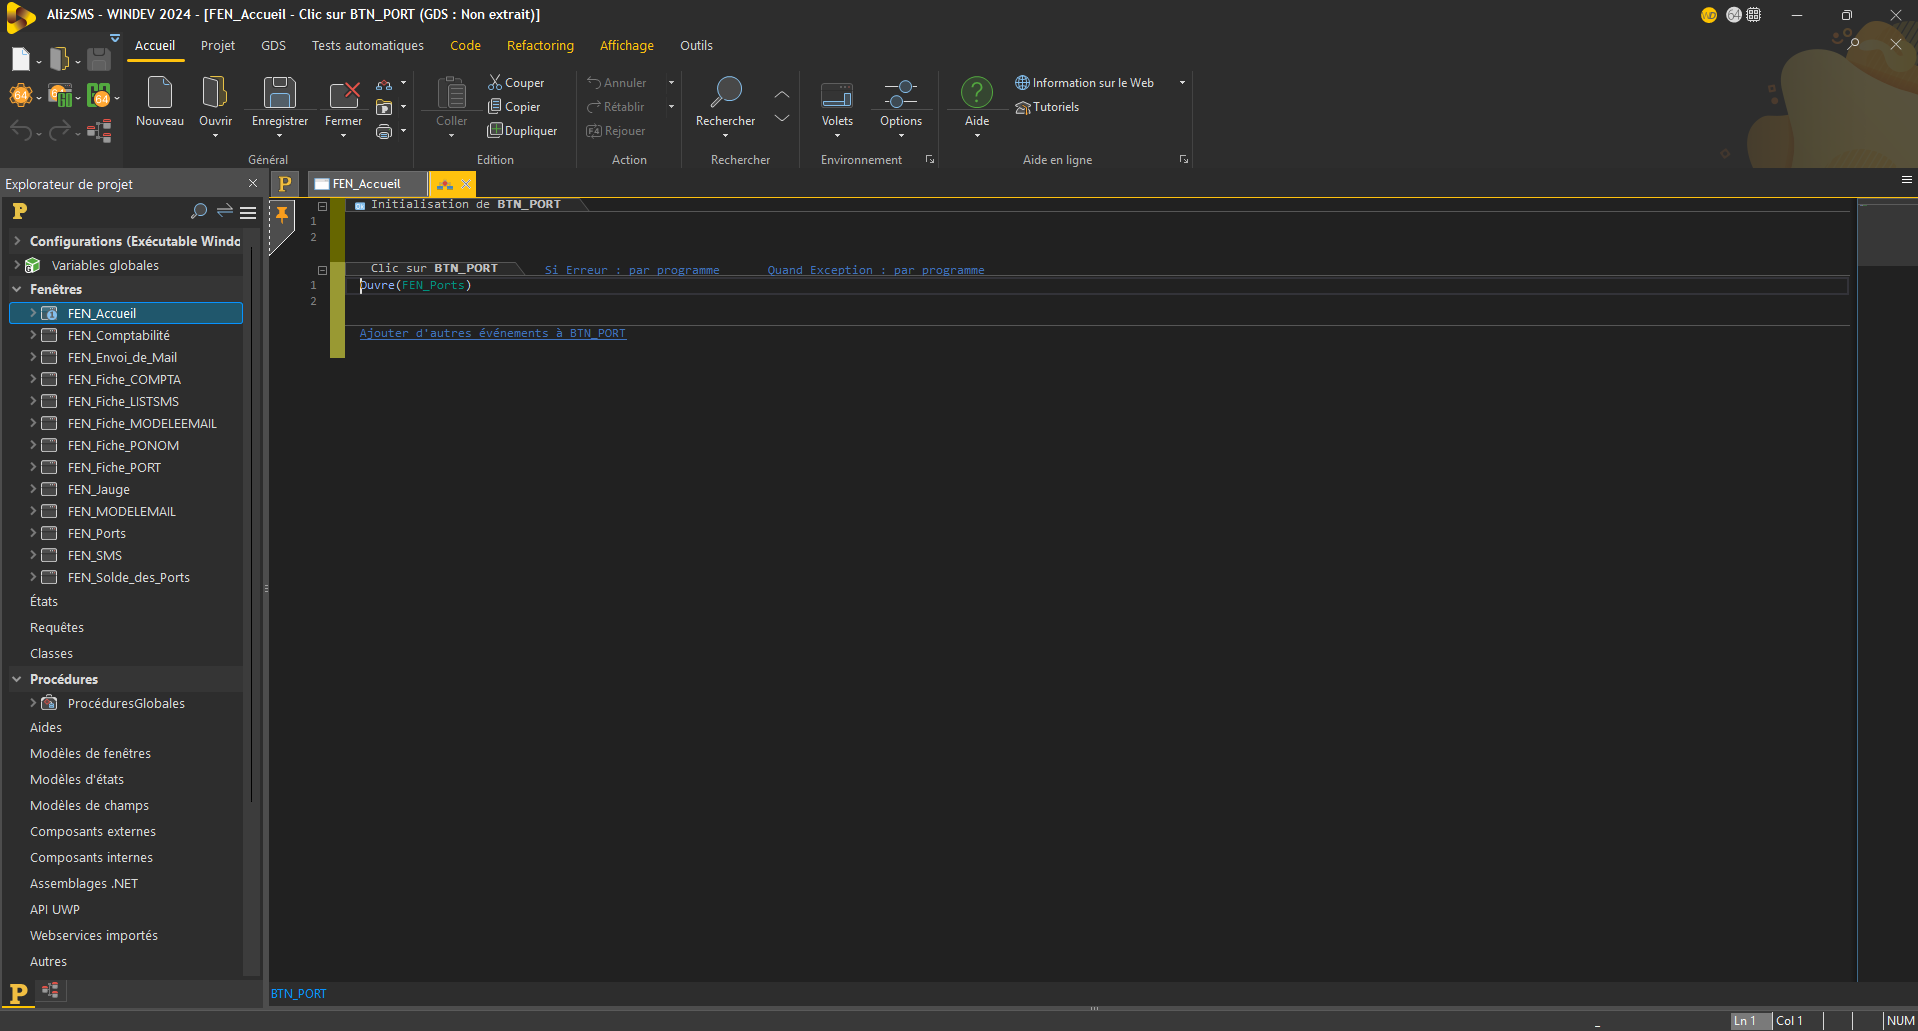 AlizSMS - WINDEV 2024 - [FEN_Accueil - Clic sur BTN_PORT (GDS : Non extrait)]
WD
64
Accueil Projet GDS Tests automatiques Code Refactoring Affichage Outils
64
GO
64
Nouveau
Ouvrir
Enregistrer
Fermer
Général
Coller
Couper
Copier
Dupliquer
Edition
Annuler
Rétablir
F4 Rejouer
Action
Rechercher
Rechercher
Volets
Options
Environnement
Aide
Information sur le Web
Tutoriels
Aide en ligne
Explorateur de projet
P
FEN_Accueil
P
Configurations (Exécutable Windo
Variables globales
Fenêtres
FEN_Accueil
FEN_Comptabilité
FEN_Envoi_de_Mail
FEN_Fiche_COMPTA
FEN_Fiche_LISTSMS
FEN_Fiche_MODELEEMAIL
FEN_Fiche_PONOM
FEN_Fiche_PORT
FEN_Jauge
FEN_MODELEMAIL
FEN_Ports
FEN_SMS
FEN_Solde_des_Ports
États
Requêtes
Classes
Procédures
ProcéduresGlobales
Aides
Modèles de fenêtres
Modèles d'états
Modèles de champs
Composants externes
Composants internes
Assemblages .NET
API UWP
Webservices importés
Autres
P
Initialisation de BTN_PORT
1
2
Clic sur BTN_PORT Si Erreur : par programme Quand Exception : par programme
1 Ouvre(FEN_Ports)
2
Ajouter d'autres événements à BTN_PORT
BTN_PORT
Ln 1 Col 1 NUM